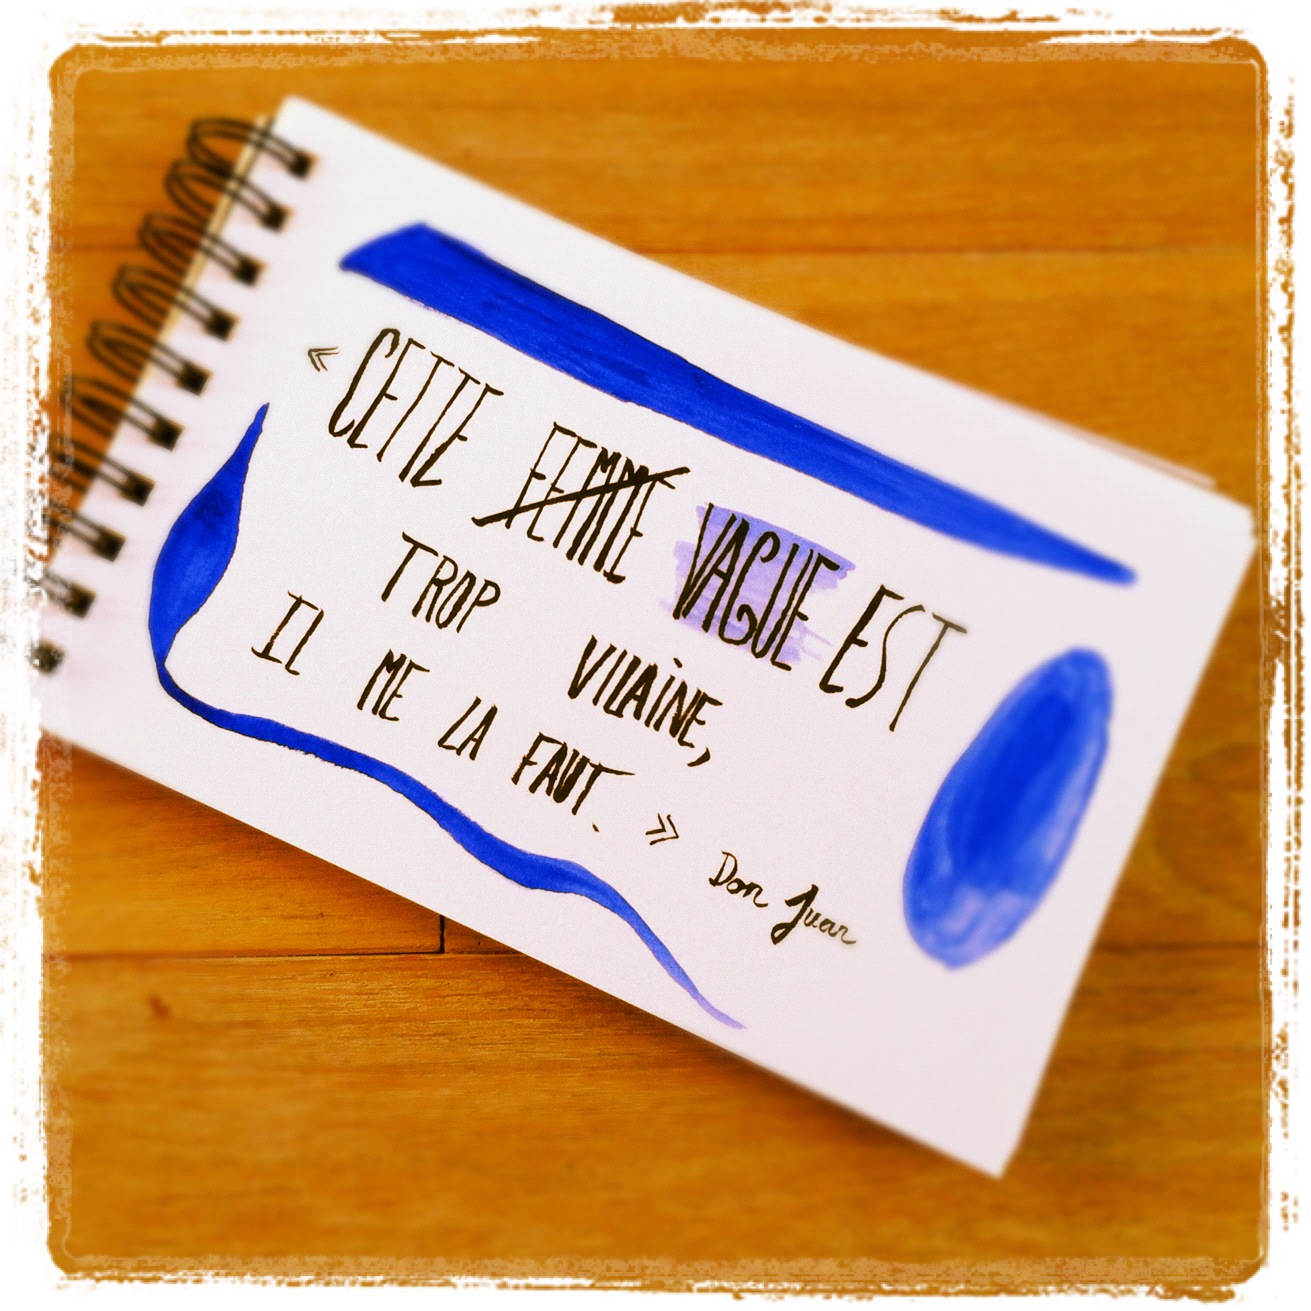 « CETTE FEMME VAGUE EST
TROP VILAINE,
IL ME LA FAUT. »
Don Juan